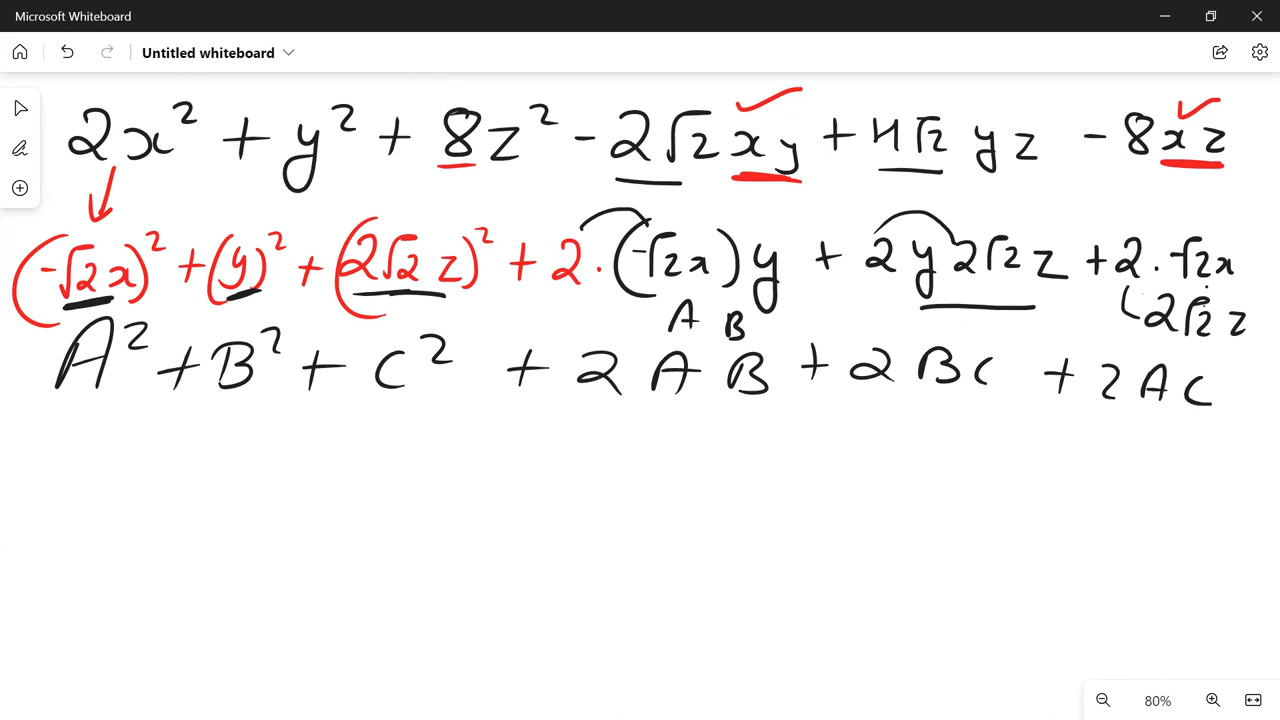 Microsoft Whiteboard
Untitled whiteboard
2x² + y² + 8z² - 2√2 xy + 4√2 yz - 8xz
(-√2x)² + (y)² + (2√2 z)² + 2·(-√2x)y + 2y2√2z + 2·-√2x
(2√2 z
A B
A² + B² + C² + 2AB + 2BC + 2AC
80%